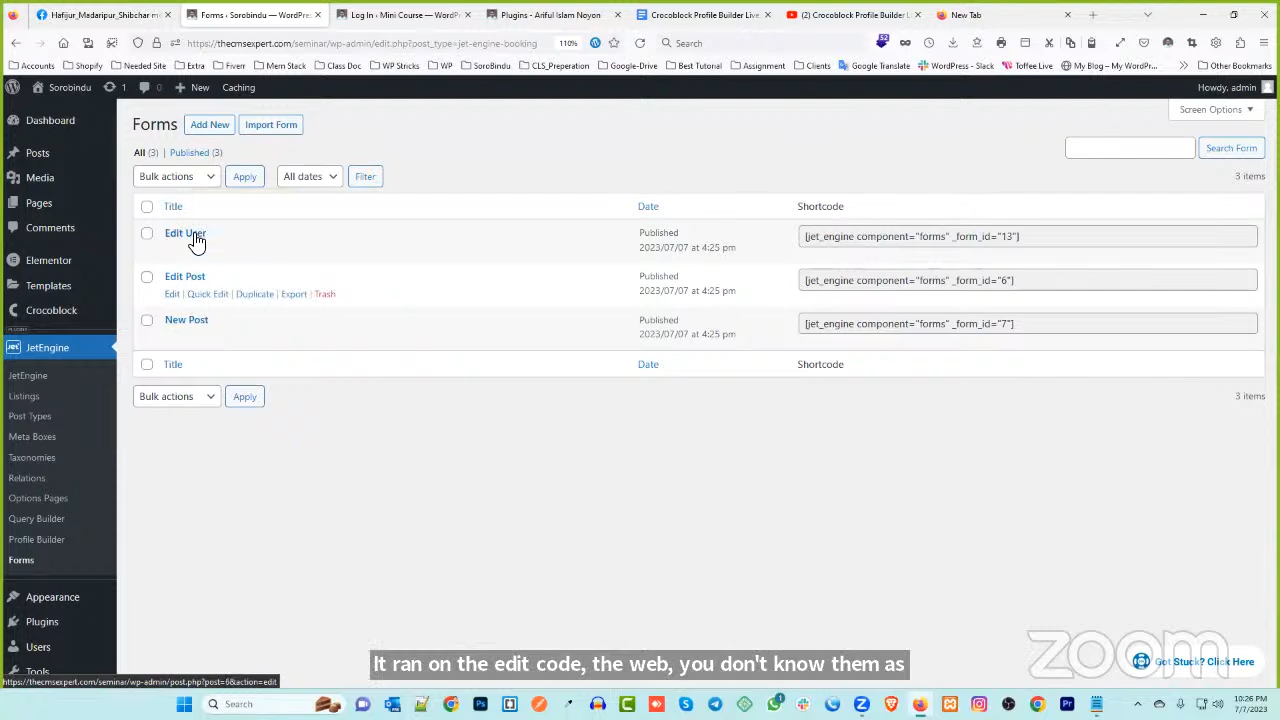 Hafijur_Madaripur_Shibchar me
Forms ‹ Sorobindu — WordPress
Log In ‹ Mini Course — WordPress
Plugins - Ariful Islam Noyon
Crocoblock Profile Builder Live
(2) Crocoblock Profile Builder L
New Tab
https://thecmsexpert.com/seminar/wp-admin/edit.php?post_type=jet-engine-booking
110%
Search
52
Accounts
Shopify
Needed Site
Extra
Fiverr
Mern Stack
Class Doc
WP Stricks
WP
SoroBindu
CLS_Preperation
Google-Drive
Best Tutorial
Assignment
Clients
Google Translate
WordPress - Slack
Toffee Live
My Blog – My WordPr...
Other Bookmarks
Sorobindu
1
0
New
Caching
Howdy, admin
Dashboard
Posts
Media
Pages
Comments
Elementor
Templates
Crocoblock
JetEngine
JetEngine
Listings
Post Types
Meta Boxes
Taxonomies
Relations
Options Pages
Query Builder
Profile Builder
Forms
Appearance
Plugins
Users
Tools
Screen Options
Forms
Add New
Import Form
All (3) | Published (3)
Search Form
Bulk actions
Apply
All dates
Filter
3 items
Title
Date
Shortcode
Edit User
Published
2023/07/07 at 4:25 pm
[jet_engine component="forms" _form_id="13"]
Edit Post
Edit | Quick Edit | Duplicate | Export | Trash
Published
2023/07/07 at 4:25 pm
[jet_engine component="forms" _form_id="6"]
New Post
Published
2023/07/07 at 4:25 pm
[jet_engine component="forms" _form_id="7"]
Title
Date
Shortcode
Bulk actions
Apply
3 items
It ran on the edit code, the web, you don't know them as
zoom
Got Stuck? Click Here
https://thecmsexpert.com/seminar/wp-admin/post.php?post=6&action=edit
Search
1
10:26 PM
7/7/2023